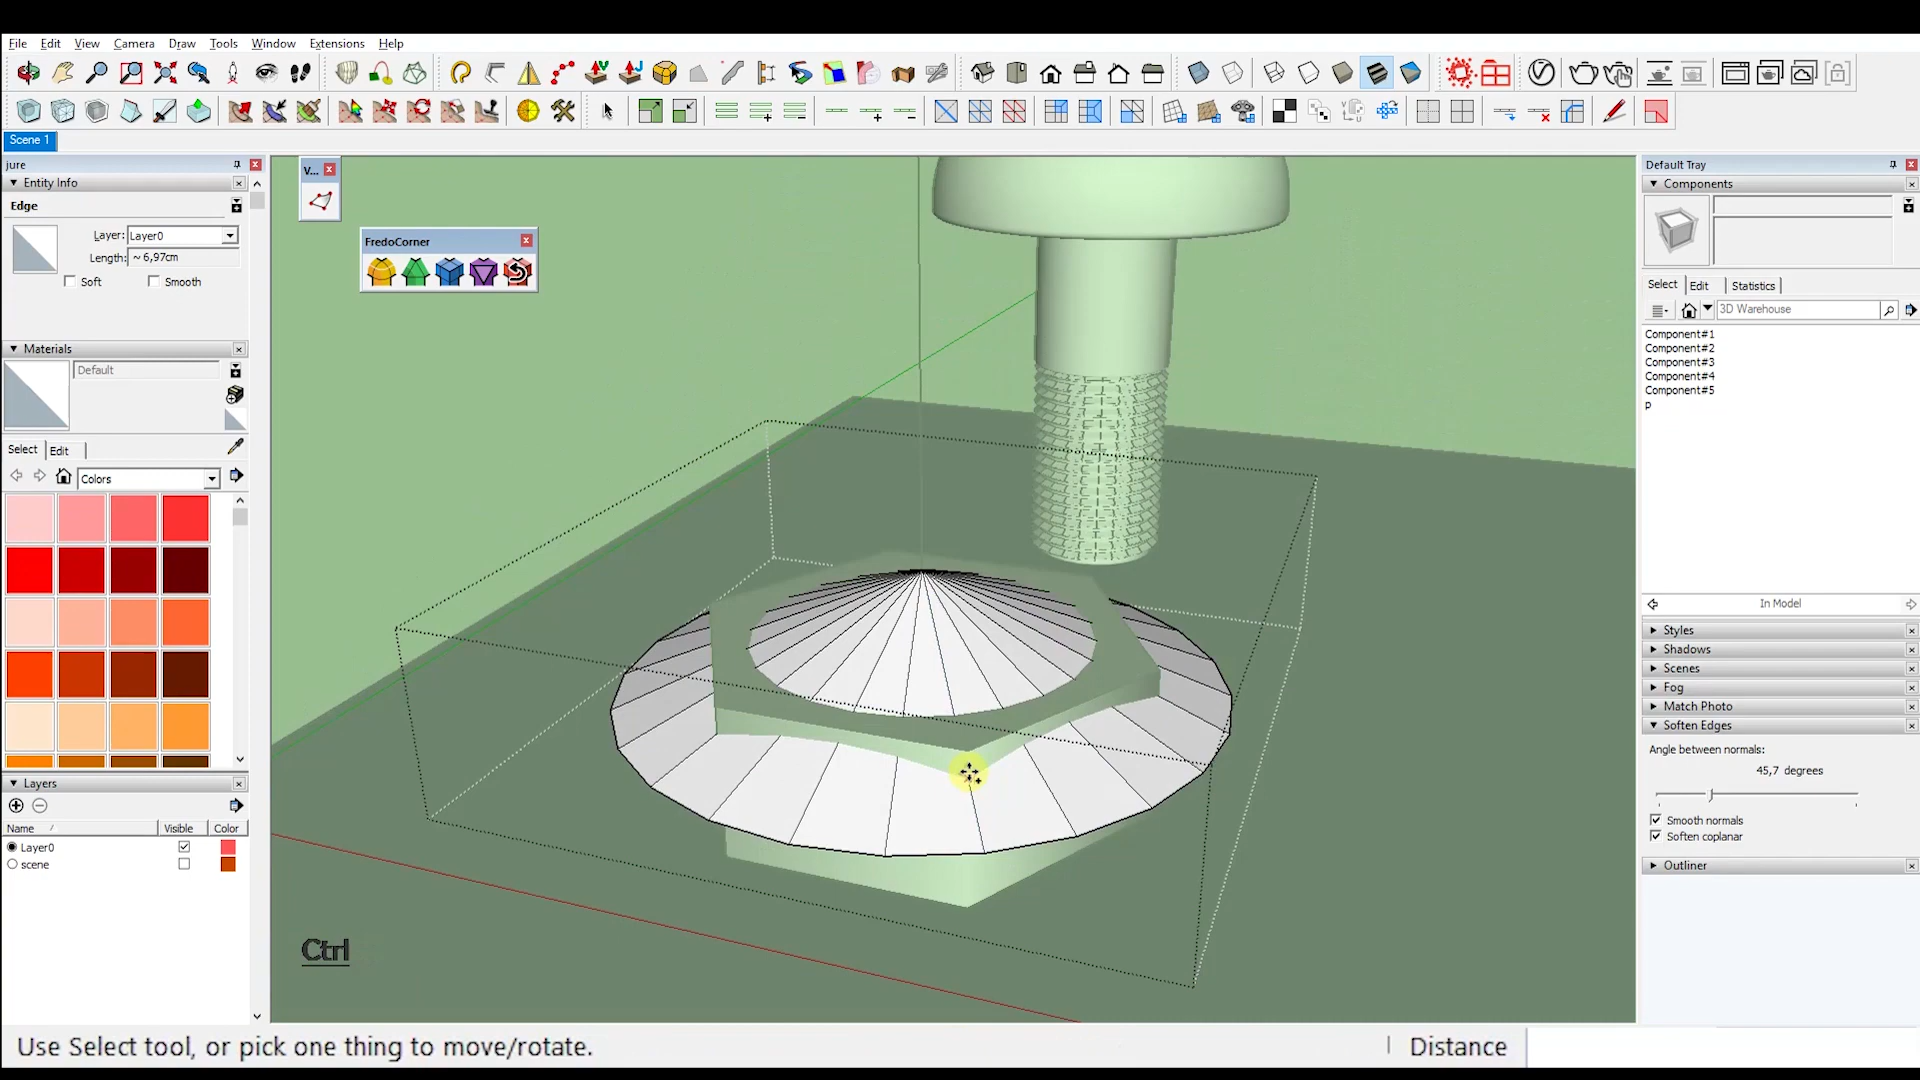 File Edit View Camera Draw Tools Window Extensions Help
Scene 1
jure
Entity Info
Edge
Layer: Layer0
Length: ~ 6,97cm
Soft Smooth
Materials
Default
Select Edit
Colors
Layers
Name Visible Color
Layer0
scene
V...
FredoCorner
Ctrl
Default Tray
Components
Select Edit Statistics
3D Warehouse
Component#1
Component#2
Component#3
Component#4
Component#5
p
In Model
Styles
Shadows
Scenes
Fog
Match Photo
Soften Edges
Angle between normals:
45,7 degrees
Smooth normals
Soften coplanar
Outliner
Use Select tool, or pick one thing to move/rotate.
Distance